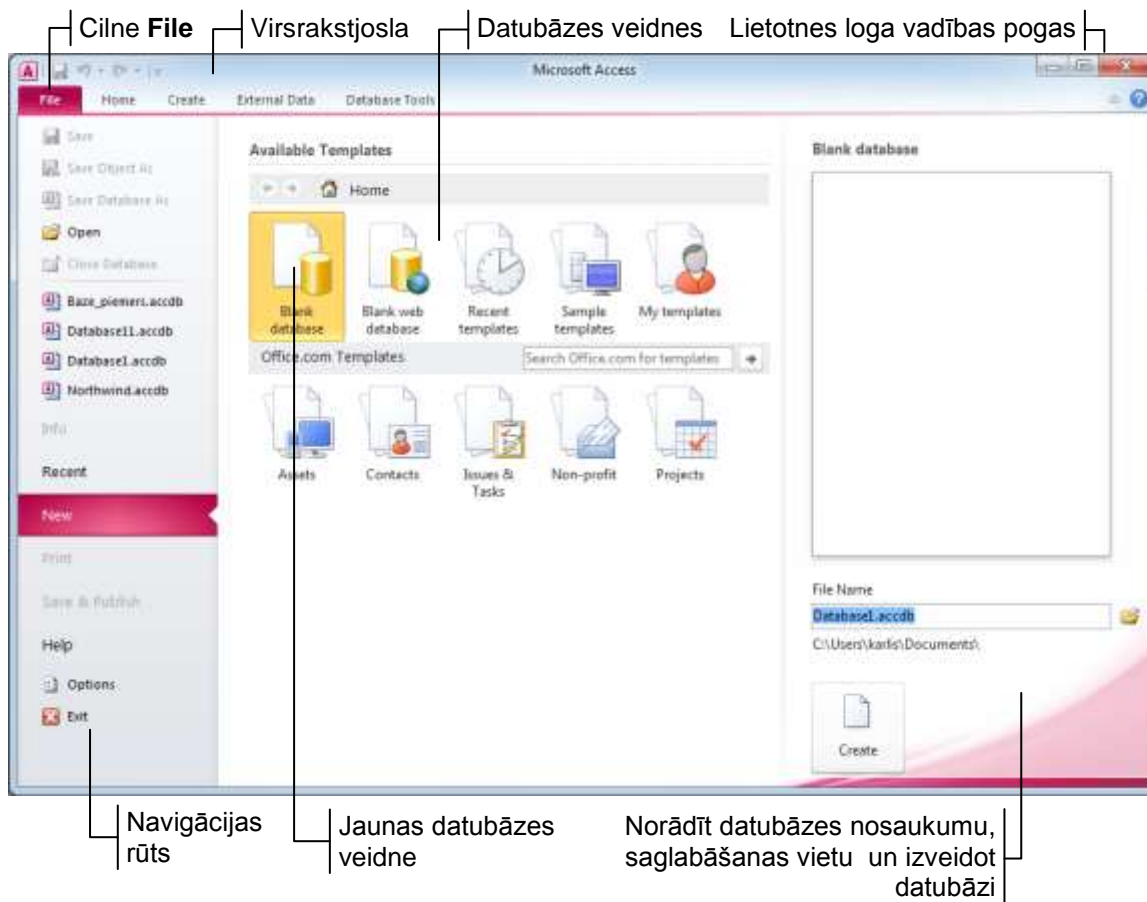 Cilne File
Virsrakstjosla
Datubāzes veidnes
Lietotnes loga vadības pogas
Microsoft Access
File
Home
Create
External Data
Database Tools
Save
Save Object As
Save Database As
Open
Close Database
Baze_piemers.accdb
Database11.accdb
Database1.accdb
Northwind.accdb
Info
Recent
New
Print
Save & Publish
Help
Options
Exit
Available Templates
Home
Blank
database
Blank web
database
Recent
templates
Sample
templates
My templates
Office.com Templates
Search Office.com for templates
Assets
Contacts
Issues &
Tasks
Non-profit
Projects
Blank database
File Name
Database1.accdb
C:\Users\karlis\Documents\
Create
Navigācijas
rūts
Jaunas datubāzes
veidne
Norādīt datubāzes nosaukumu,
saglabāšanas vietu un izveidot
datubāzi